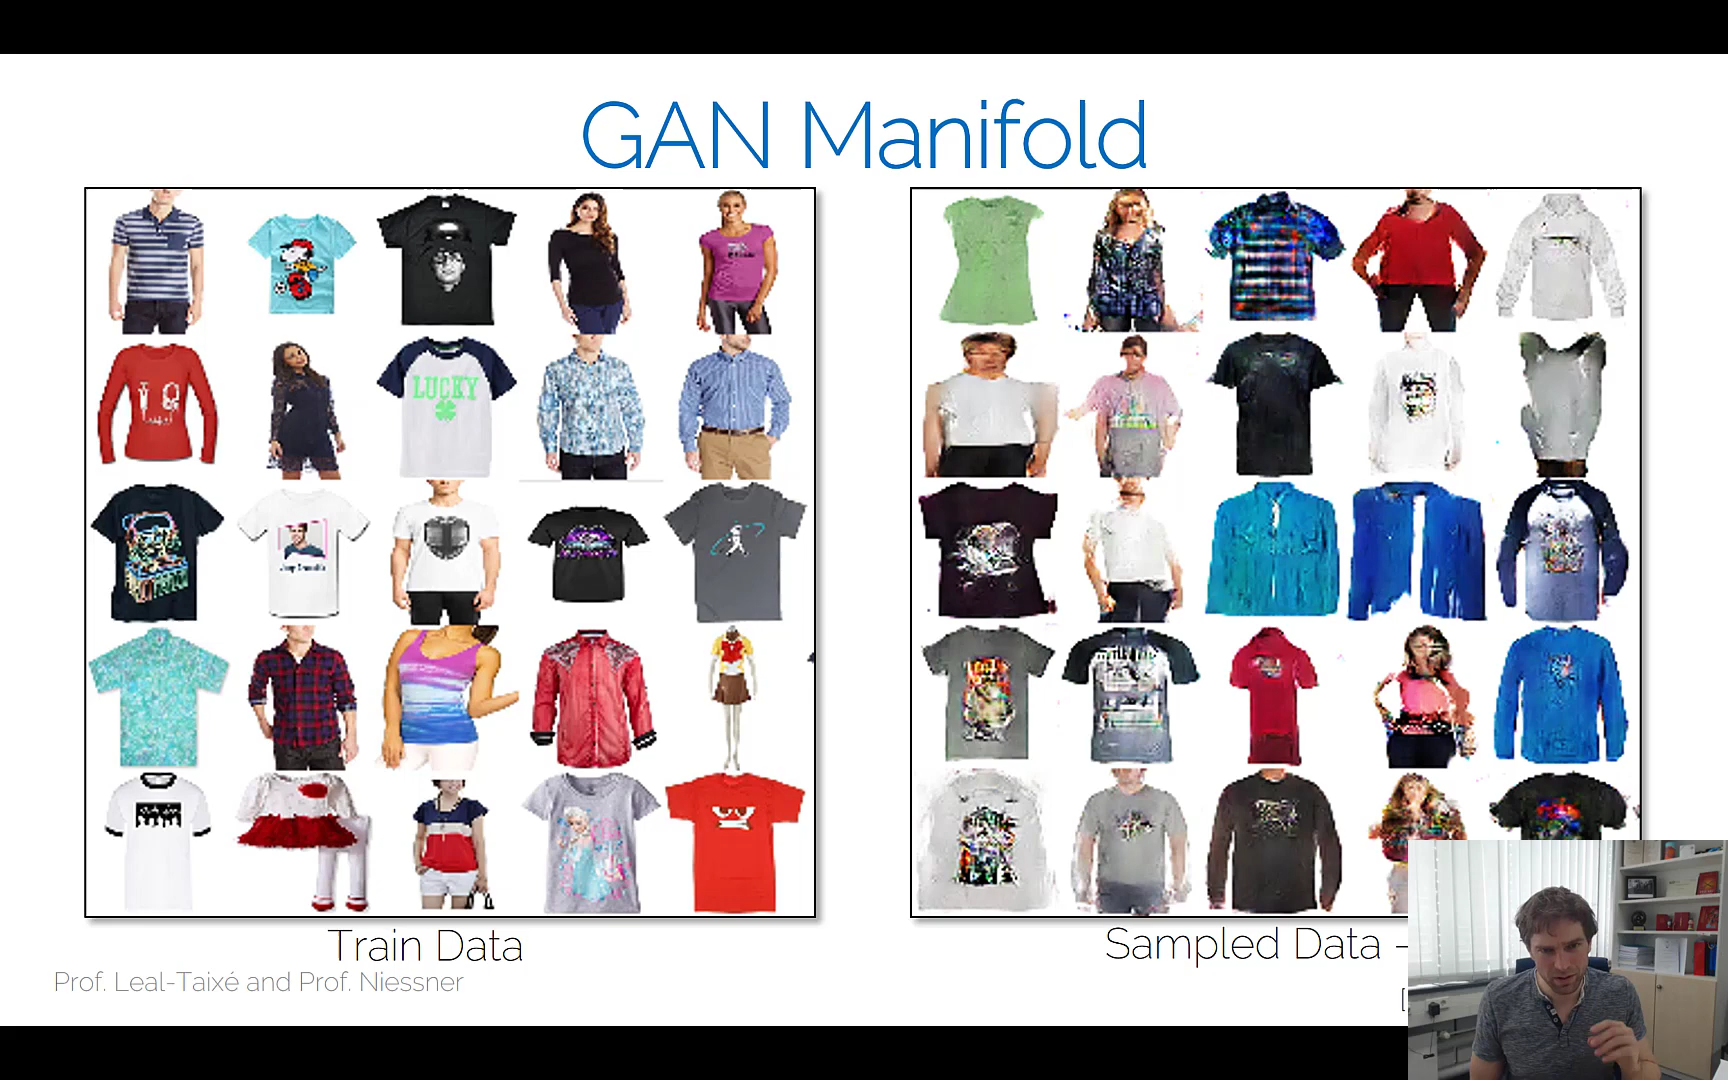 GAN Manifold
LUCKY
Train Data
Sampled Data -
Prof. Leal-Taixé and Prof. Niessner
[